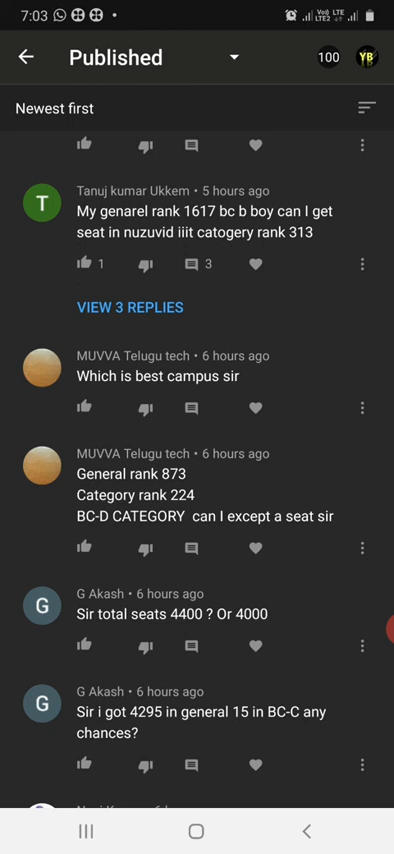 7:03
Vo) LTE
LTE2
Published
100
YB
Newest first
T
Tanuj kumar Ukkem • 5 hours ago
My genarel rank 1617 bc b boy can I get
seat in nuzuvid iiit catogery rank 313
1
3
VIEW 3 REPLIES
MUVVA Telugu tech • 6 hours ago
Which is best campus sir
MUVVA Telugu tech • 6 hours ago
General rank 873
Category rank 224
BC-D CATEGORY can I except a seat sir
G
G Akash • 6 hours ago
Sir total seats 4400 ? Or 4000
G
G Akash • 6 hours ago
Sir i got 4295 in general 15 in BC-C any
chances?